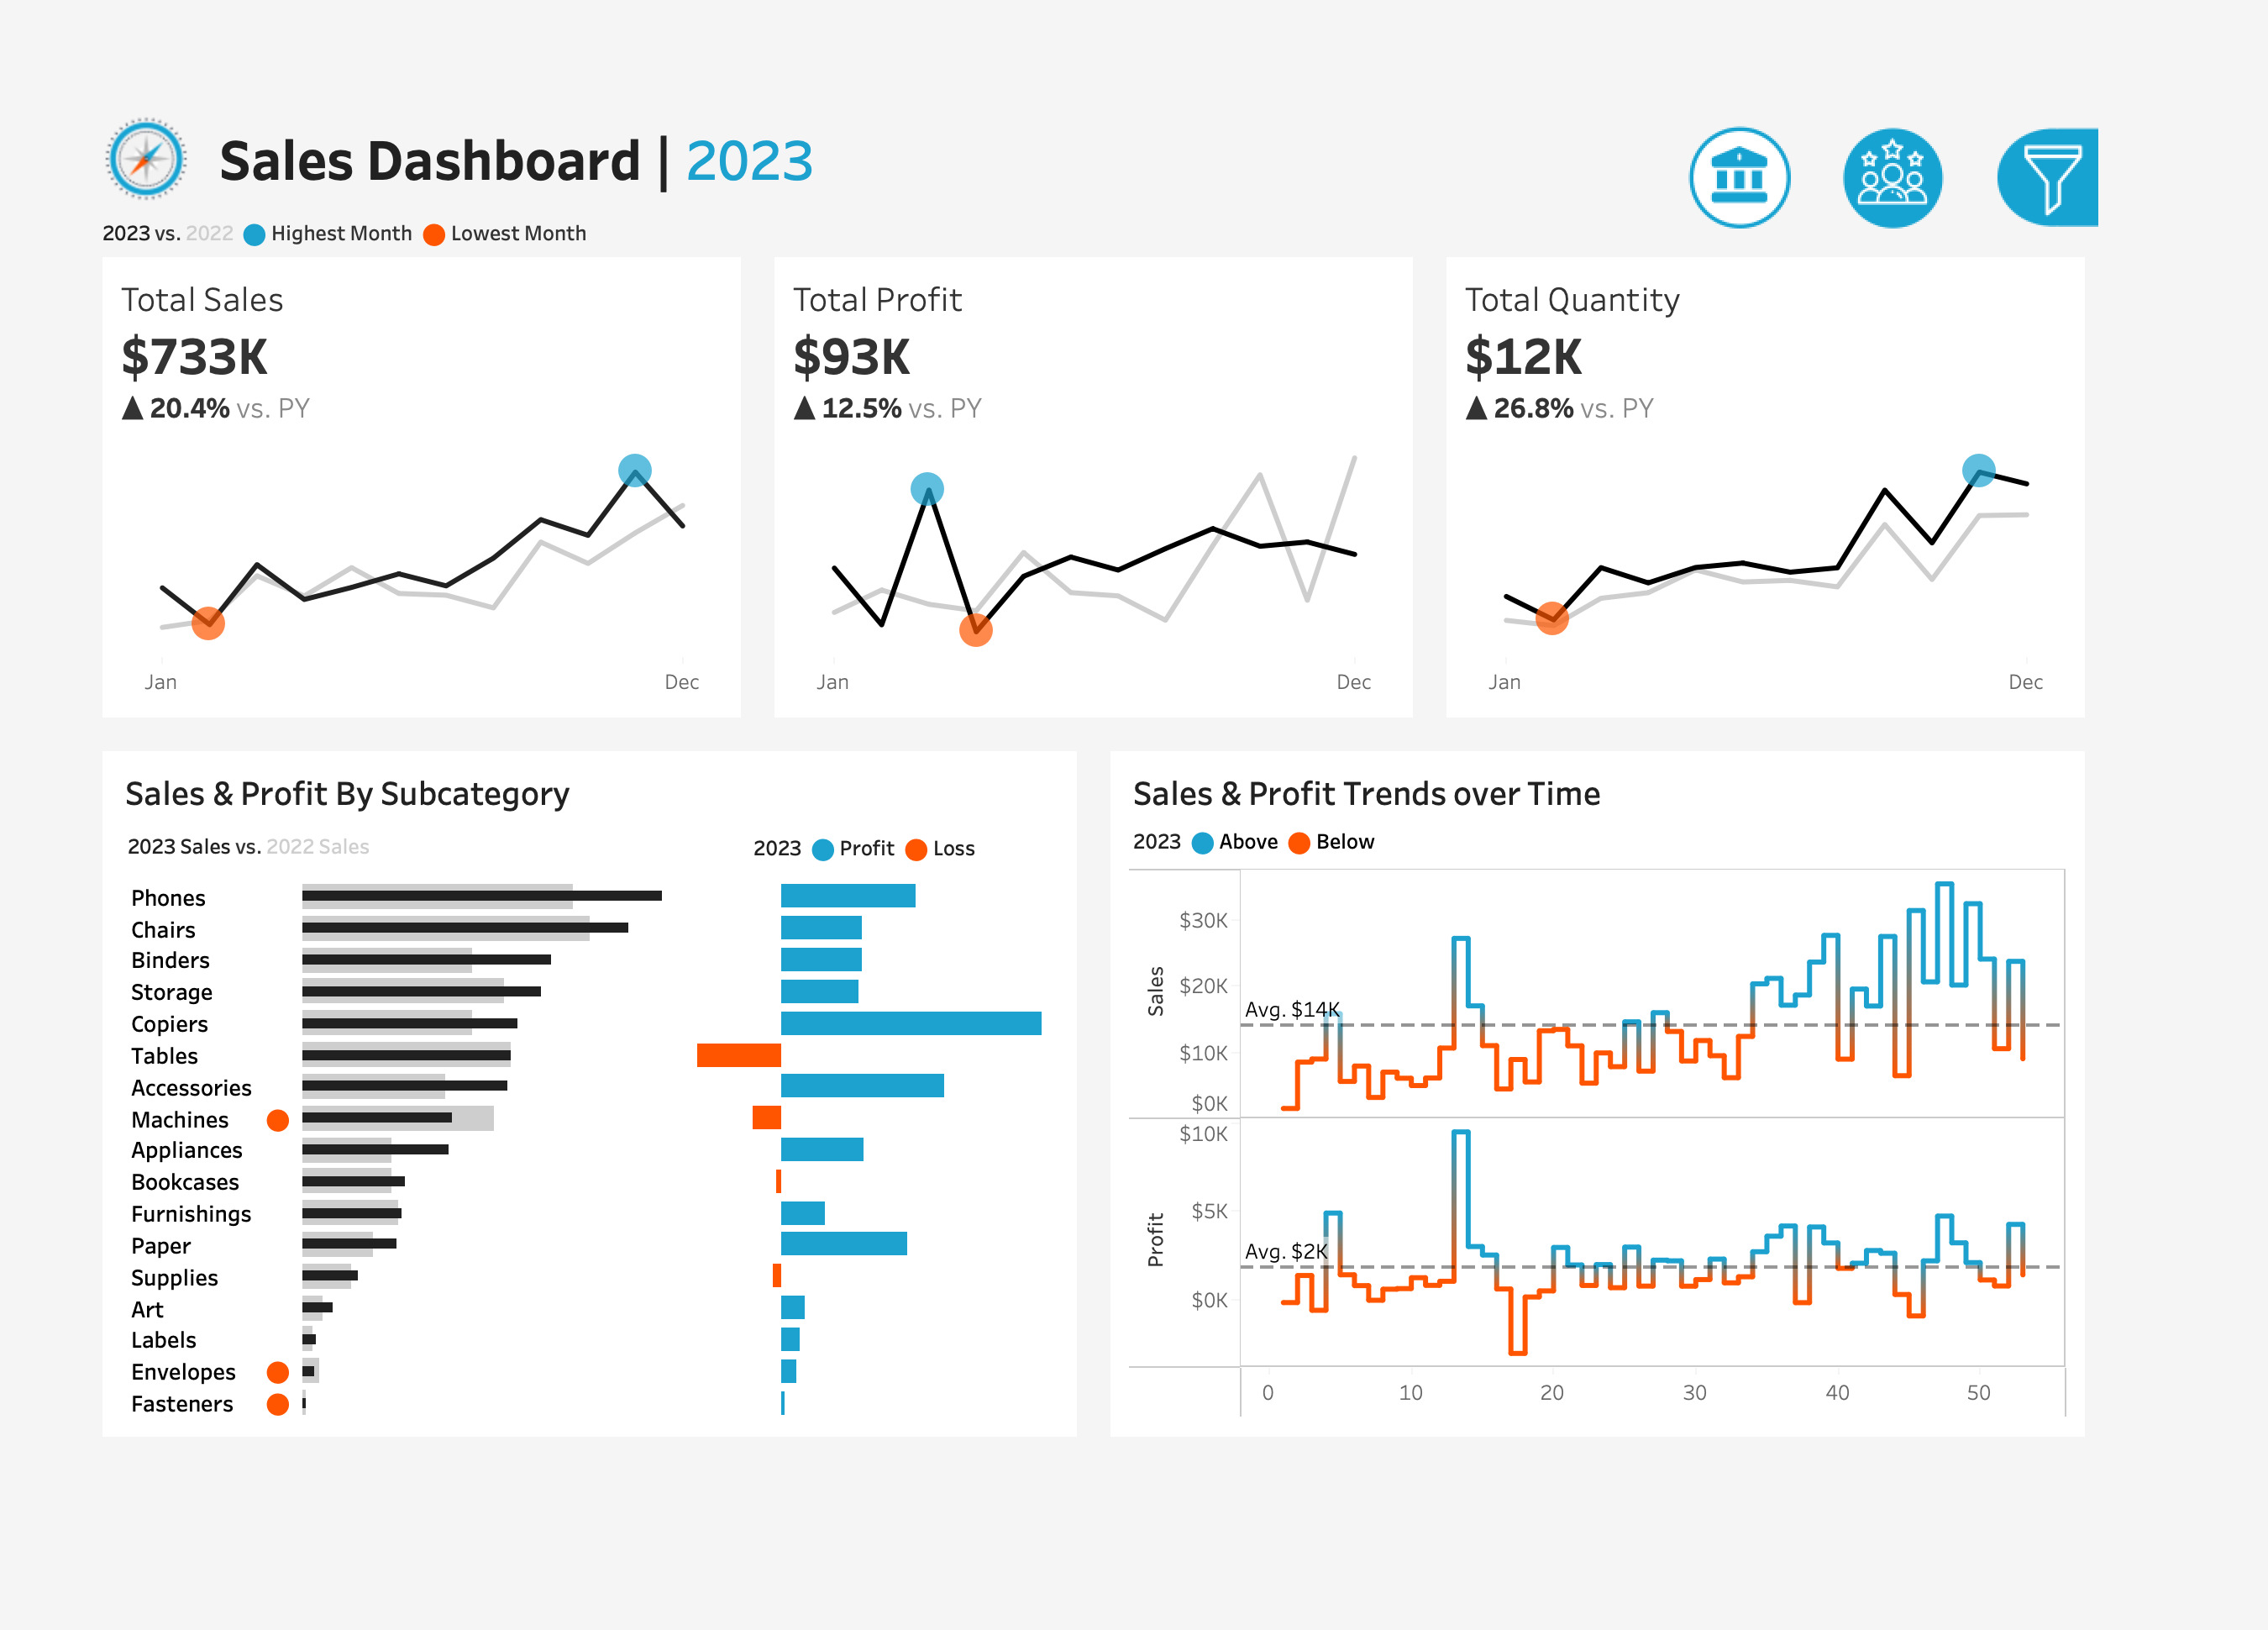 Sales Dashboard | 2023
2023 vs. 2022 Highest Month Lowest Month
Total Sales
$733K
▲ 20.4% vs. PY
Jan Dec
Total Profit
$93K
▲ 12.5% vs. PY
Jan Dec
Total Quantity
$12K
▲ 26.8% vs. PY
Jan Dec
Sales & Profit By Subcategory
2023 Sales vs. 2022 Sales
2023 Profit Loss
Phones
Chairs
Binders
Storage
Copiers
Tables
Accessories
Machines
Appliances
Bookcases
Furnishings
Paper
Supplies
Art
Labels
Envelopes
Fasteners
Sales & Profit Trends over Time
2023 Above Below
Sales
$30K
$20K
Avg. $14K
$10K
$0K
Profit
$10K
$5K
Avg. $2K
$0K
0 10 20 30 40 50